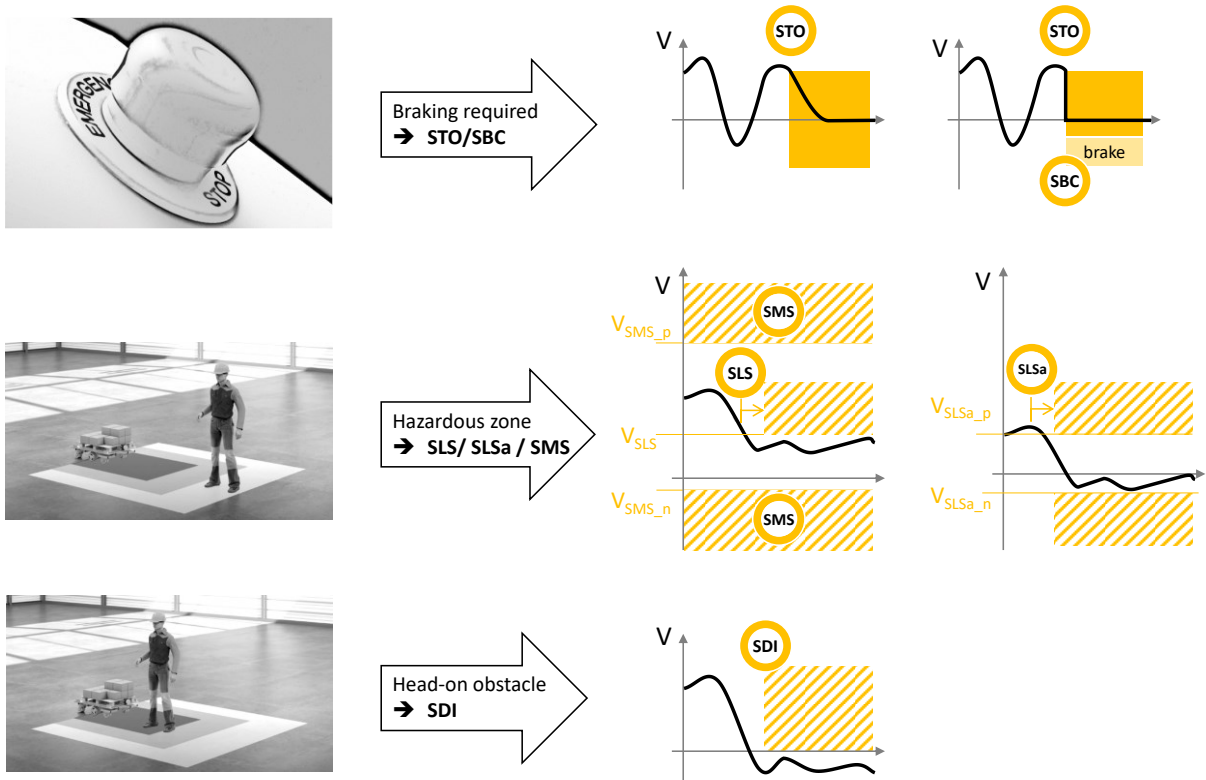 EMERGEN
STOP
Braking required
➔ STO/SBC
V
STO
V
STO
brake
SBC
Hazardous zone
➔ SLS/ SLSa / SMS
V
SMS
V_SMS_p
SLS
V_SLS
V_SMS_n
SMS
V
SLSa
V_SLSa_p
V_SLSa_n
Head-on obstacle
➔ SDI
V
SDI